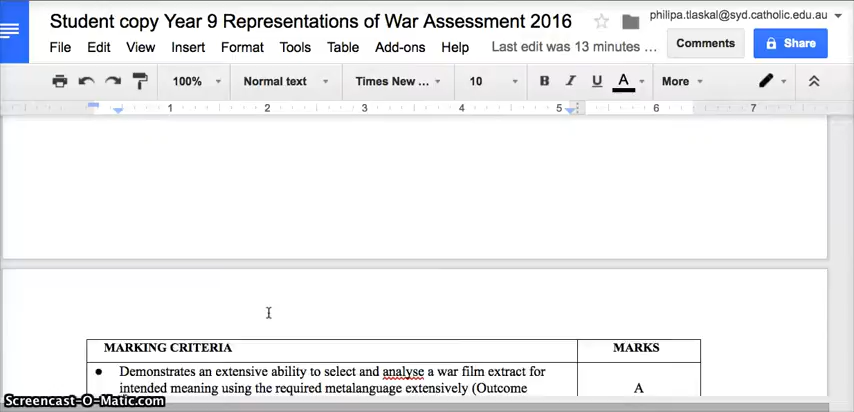 Student copy Year 9 Representations of War Assessment 2016
philipa.tlaskal@syd.catholic.edu.au
File Edit View Insert Format Tools Table Add-ons Help Last edit was 13 minutes ... Comments Share
100% Normal text Times New ... 10 B I U A More
1 2 3 4 5 6 7
MARKING CRITERIA MARKS
● Demonstrates an extensive ability to select and analyse a war film extract for
intended meaning using the required metalanguage extensively (Outcome
A
Screencast-O-Matic.com